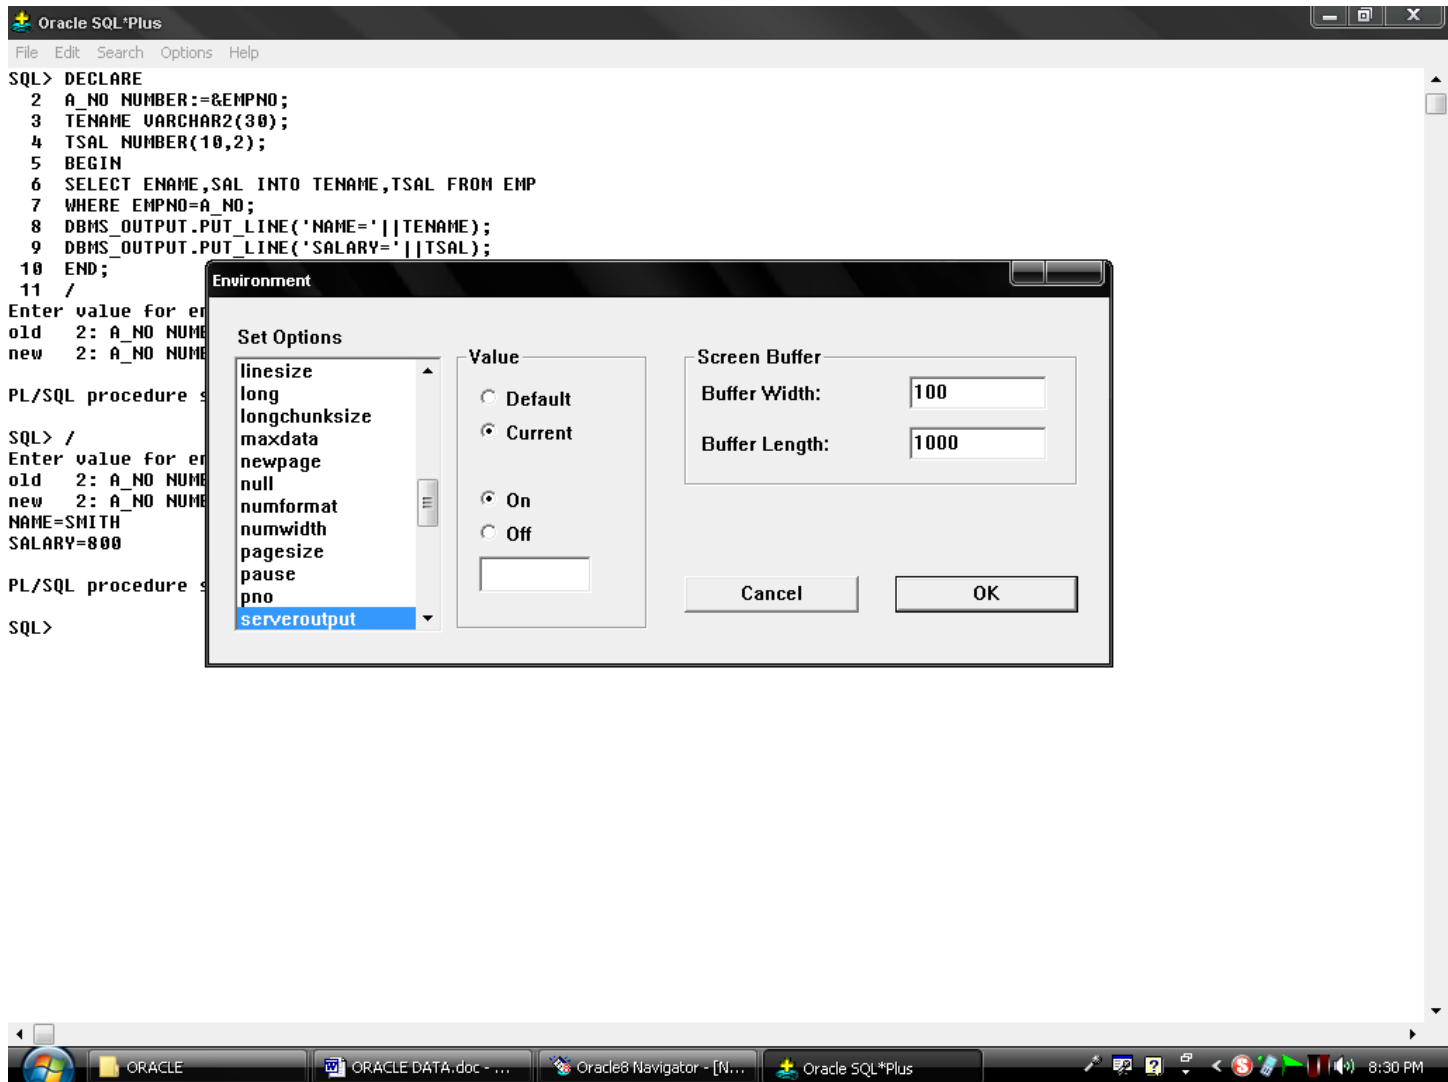 Oracle SQL*Plus
File Edit Search Options Help
SQL> DECLARE
2 A_NO NUMBER:=&EMPNO;
3 TENAME VARCHAR2(30);
4 TSAL NUMBER(10,2);
5 BEGIN
6 SELECT ENAME,SAL INTO TENAME,TSAL FROM EMP
7 WHERE EMPNO=A_NO;
8 DBMS_OUTPUT.PUT_LINE('NAME='||TENAME);
9 DBMS_OUTPUT.PUT_LINE('SALARY='||TSAL);
10 END;
11 /
Enter value for
old 2: A_NO
new 2: A_NO
PL/SQL procedure
SQL> /
Enter value for
old 2: A_NO
new 2: A_NO
NAME=SMITH
SALARY=800
PL/SQL procedure
SQL>
Environment
Set Options
linesize
long
longchunksize
maxdata
newpage
null
numformat
numwidth
pagesize
pause
pno
serveroutput
Value
Default
Current
On
Off
Screen Buffer
Buffer Width: 100
Buffer Length: 1000
Cancel OK
ORACLE
ORACLE DATA.doc - ...
Oracle8 Navigator - [N...
Oracle SQL*Plus
8:30 PM